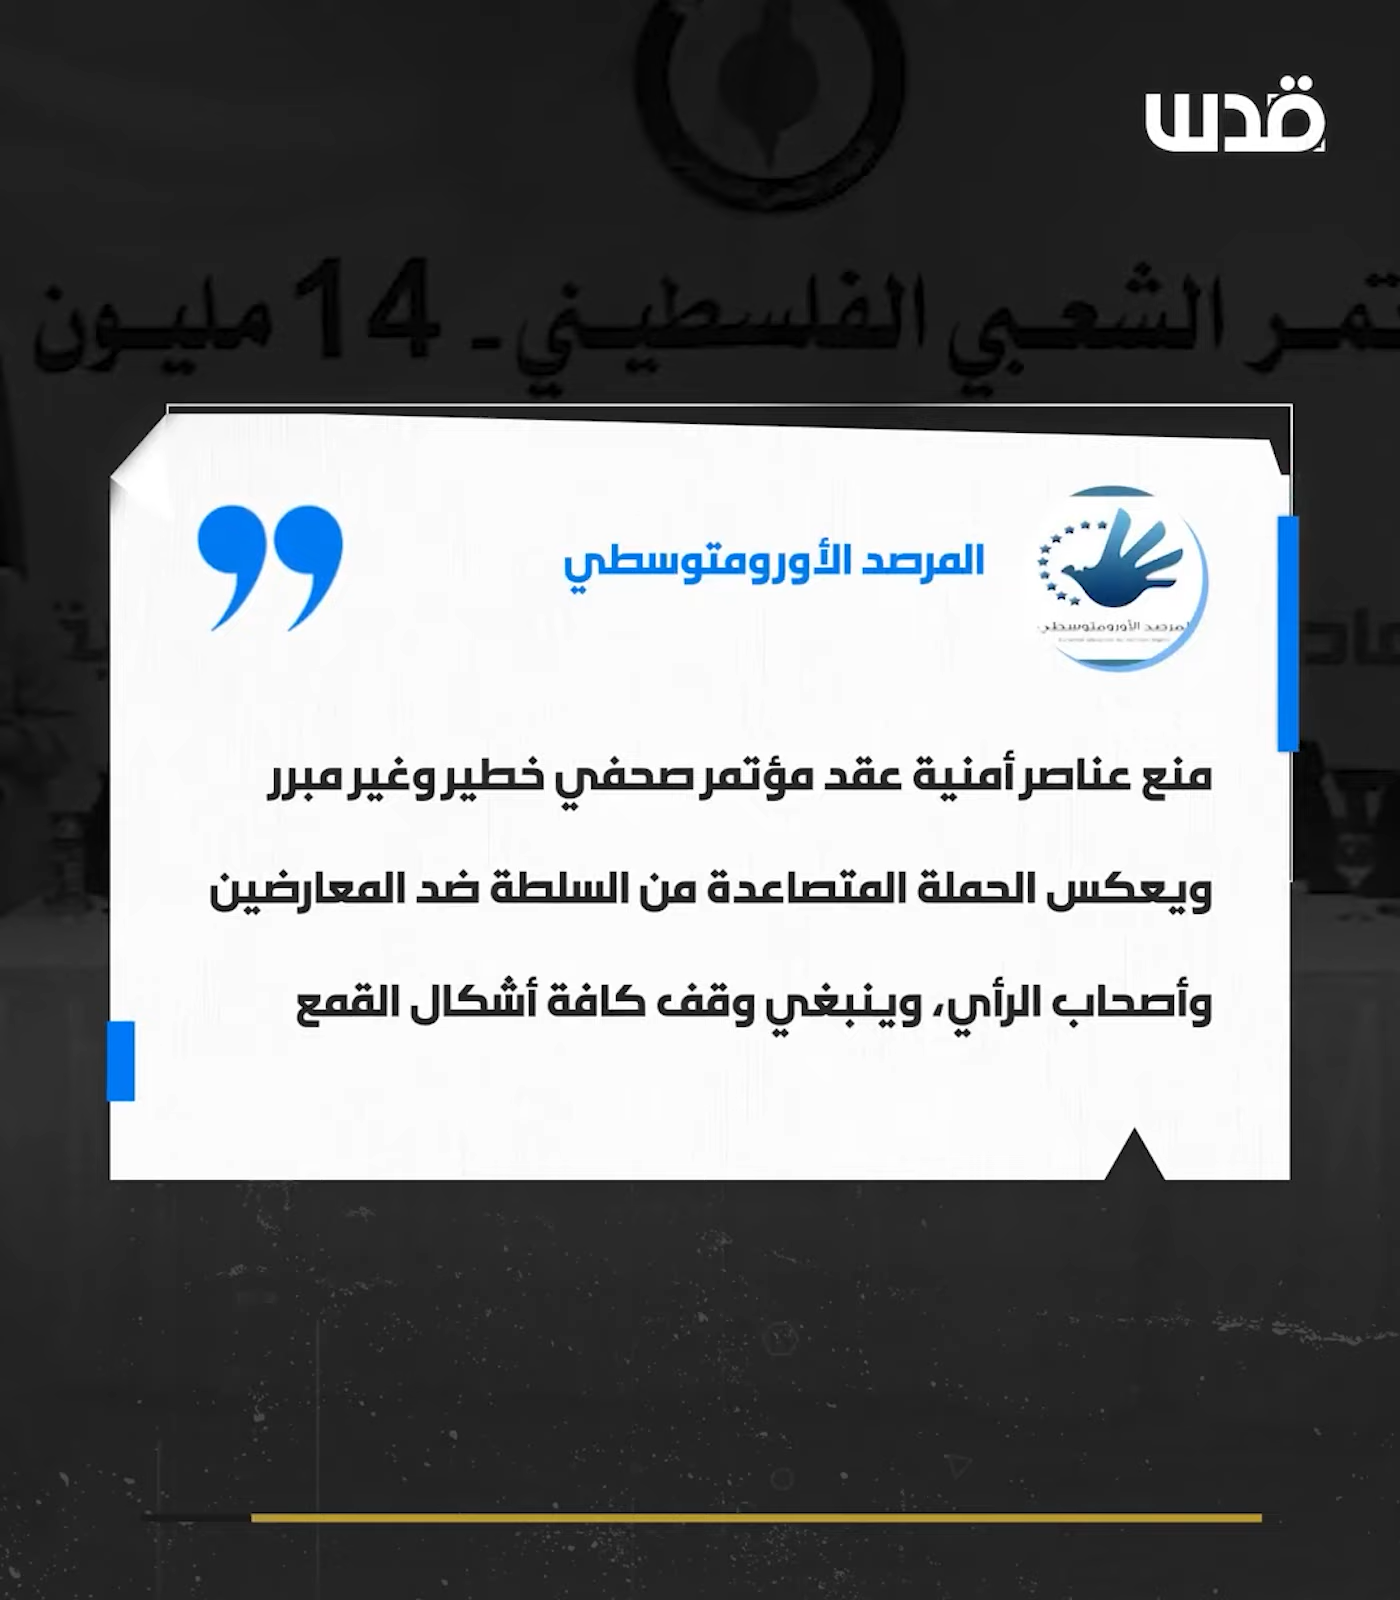 قدس
الشعبي الفلسطيني - 14 مليون
المرصد الأورومتوسطي
المرصد الأورومتوسطي
منع عناصر أمنية عقد مؤتمر صحفي خطير وغير مبرر
ويعكس الحملة المتصاعدة من السلطة ضد المعارضين
وأصحاب الرأي، وينبغي وقف كافة أشكال القمع